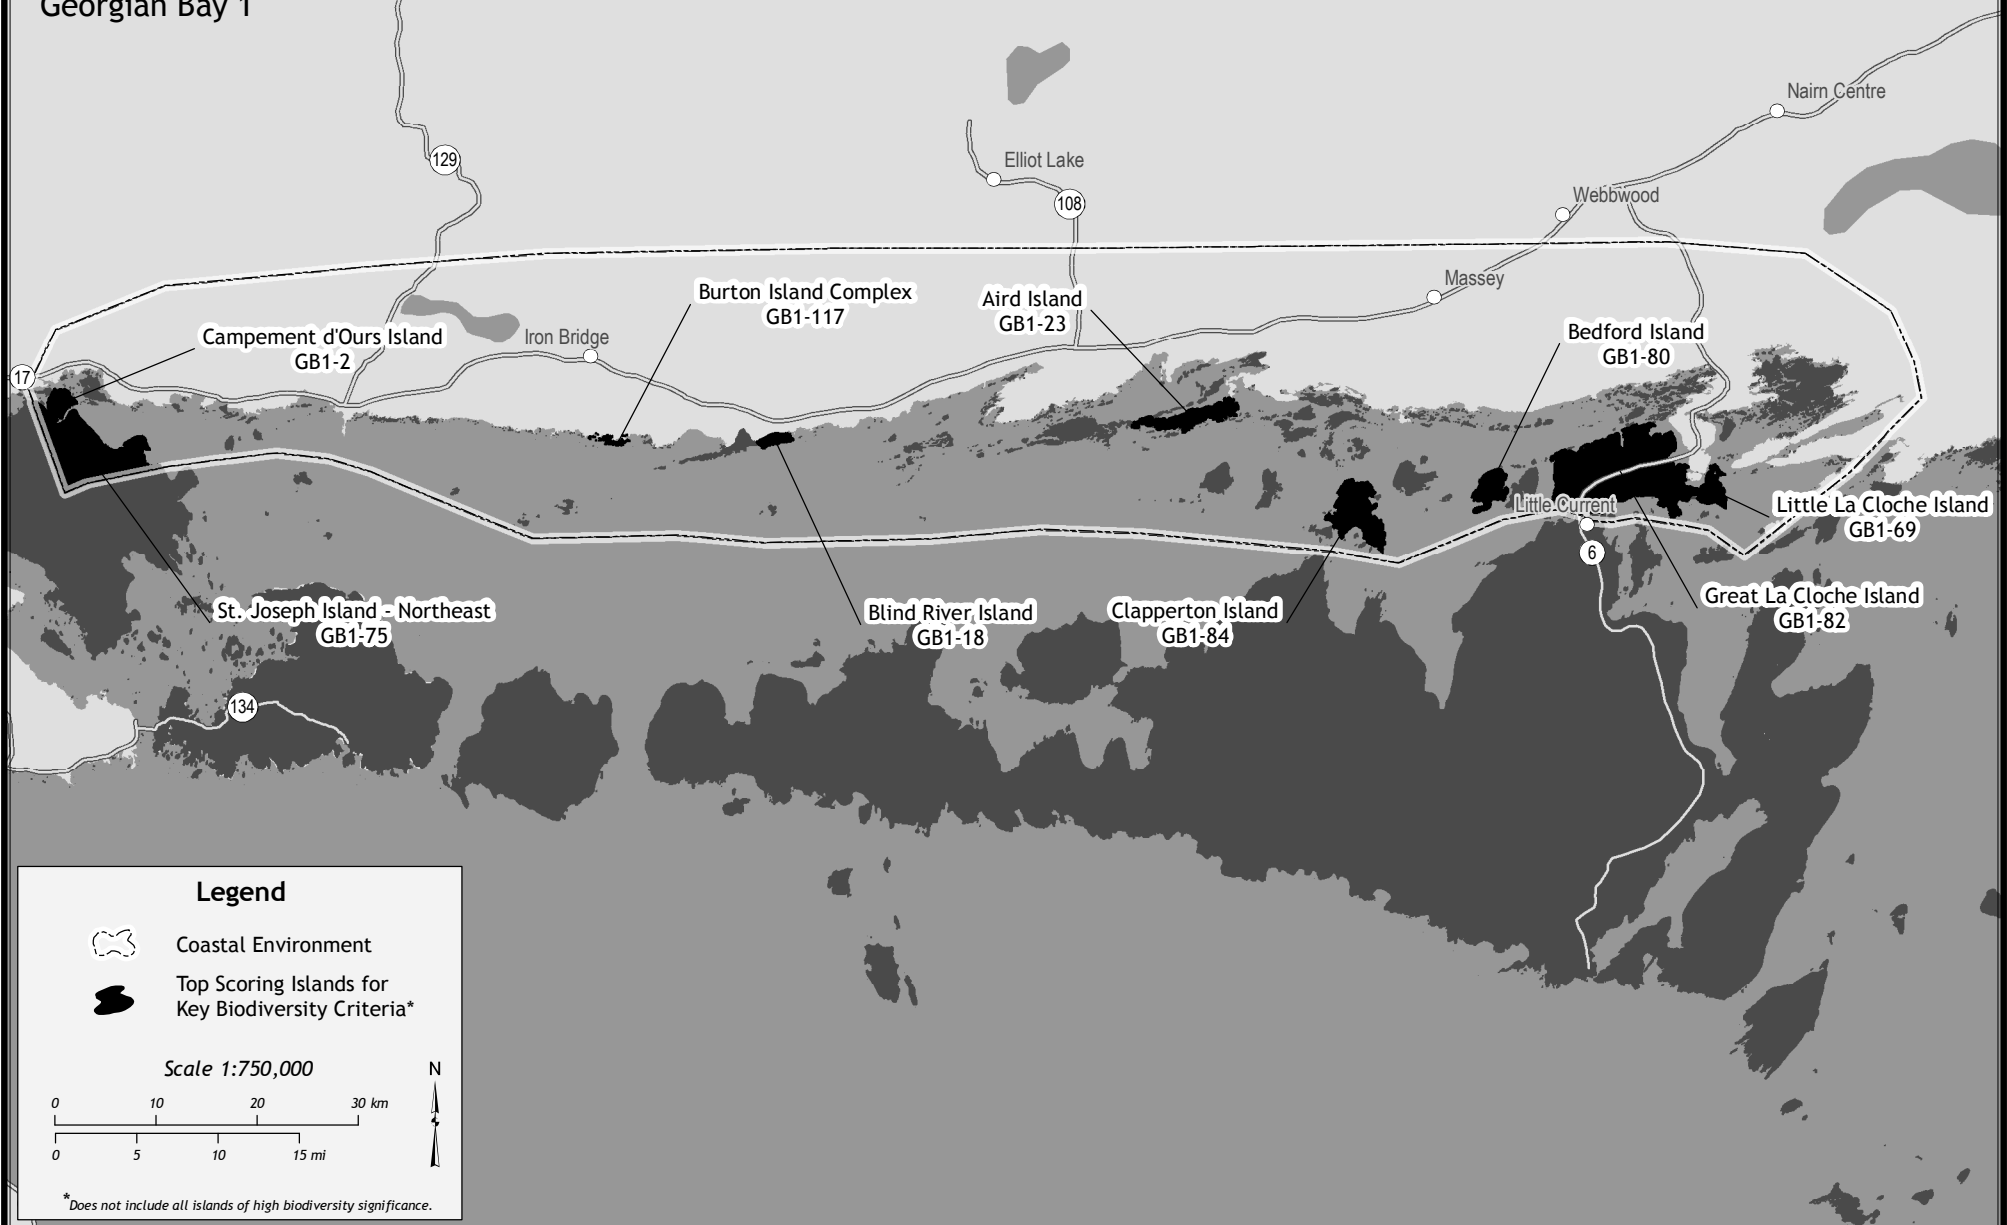 Georgian Bay 1
Nairn Centre
129
Elliot Lake
108
Webbwood
Massey
Burton Island Complex
GB1-117
Aird Island
GB1-23
Campement d'Ours Island
GB1-2
Iron Bridge
Bedford Island
GB1-80
17
Little Current
Little La Cloche Island
GB1-69
6
Great La Cloche Island
GB1-82
St. Joseph Island - Northeast
GB1-75
Blind River Island
GB1-18
Clapperton Island
GB1-84
134
Legend
Coastal Environment
Top Scoring Islands for
Key Biodiversity Criteria*
Scale 1:750,000
N
0 10 20 30 km
0 5 10 15 mi
*Does not include all islands of high biodiversity significance.